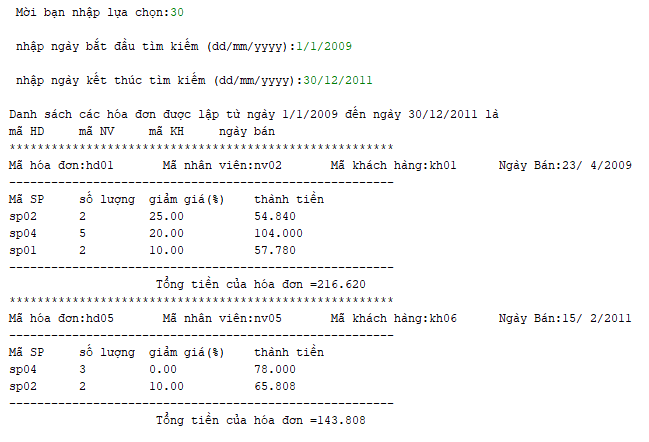 Mời bạn nhập lựa chọn:30
nhập ngày bắt đầu tìm kiếm (dd/mm/yyyy):1/1/2009
nhập ngày kết thúc tìm kiếm (dd/mm/yyyy):30/12/2011
Danh sách các hóa đơn được lập từ ngày 1/1/2009 đến ngày 30/12/2011 là
mã HD mã NV mã KH ngày bán
*******************************************************
Mã hóa đơn:hd01 Mã nhân viên:nv02 Mã khách hàng:kh01 Ngày Bán:23/ 4/2009
-------------------------------------------------------
Mã SP số lượng giảm giá(%) thành tiền
sp02 2 25.00 54.840
sp04 5 20.00 104.000
sp01 2 10.00 57.780
-------------------------------------------------------
Tổng tiền của hóa đơn =216.620
*******************************************************
Mã hóa đơn:hd05 Mã nhân viên:nv05 Mã khách hàng:kh06 Ngày Bán:15/ 2/2011
-------------------------------------------------------
Mã SP số lượng giảm giá(%) thành tiền
sp04 3 0.00 78.000
sp02 2 10.00 65.808
-------------------------------------------------------
Tổng tiền của hóa đơn =143.808